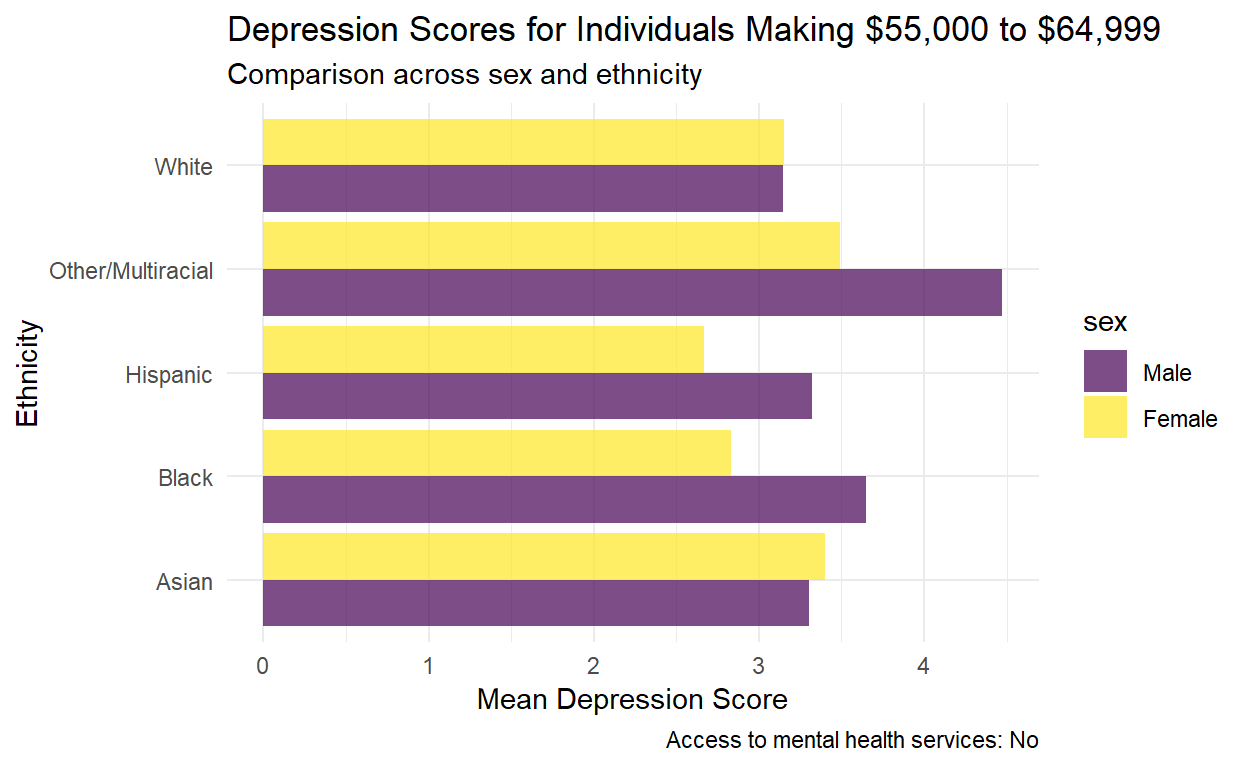 Depression Scores for Individuals Making $55,000 to $64,999
Comparison across sex and ethnicity
Ethnicity
White
Other/Multiracial
Hispanic
Black
Asian
0 1 2 3 4
Mean Depression Score
sex
Male
Female
Access to mental health services: No